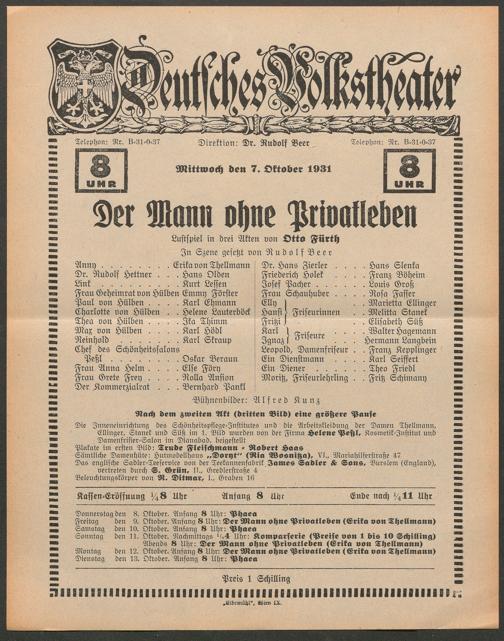 Deutsches Volkstheater
Telephon: Nr. B-31-0-37 Direktion: Dr. Rudolf Beer Telephon: Nr. B-31-0-37
8 UHR
Mittwoch den 7. Oktober 1931
8 UHR
Der Mann ohne Privatleben
Lustspiel in drei Akten von Otto Fürth
In Szene gesetzt von Rudolf Beer
Anny . . . . . . . . . Erika von Thellmann
Dr. Rudolf Hettner . . . . Hans Olden
Link . . . . . . . . . Kurt Lessen
Frau Geheimrat von Hülben Emmy Förster
Paul von Hülben . . . . . Karl Ehmann
Charlotte von Hülben . . . Helene Lauterböck
Thea von Hülben . . . . . Ika Thimm
Max von Hülben . . . . . Karl Hödl
Reinhold . . . . . . . Karl Skraup
Chef des Schönheitssalons
Peßl . . . . . . . . . Oskar Beraun
Frau Anna Helm . . . . . Else Föry
Frau Grete Frey . . . . . Rolla Anston
Der Kommerzialrat . . . . Bernhard Pankl
Dr. Hans Zierler . . . . Hans Slenka
Friederich Holek . . . . Franz Böheim
Josef Pacher . . . . . Louis Groß
Frau Schauhuber . . . . Rosa Fasser
Elly Marietta Ellinger
Hansi Friseurinnen . . . Melitta Stanek
Fritzi Elisabeth Süß
Karl Friseure . . . . Walter Hagemann
Ignaz Hermann Langbein
Leopold, Damenfriseur . . Franz Kepplinger
Ein Dienstmann . . . . Karl Seiffert
Ein Diener . . . . . Theo Friedl
Moritz, Friseurlehrling . . Fritz Schimany
Bühnenbilder: Alfred Kunz
Nach dem zweiten Akt (dritten Bild) eine größere Pause
Die Inneneinrichtung des Schönheitspflege-Institutes und die Arbeitskleidung der Damen Thellmann,
Ellinger, Stanek und Süß im 1. Bild wurden von der Firma Helene Peßl, Kosmetik-Institut und
Damenfrisier-Salon im Dianabad, beigestellt
Plakate im ersten Bild: Trude Fleischmann - Robert Haas
Sämtliche Damenhüte: Hutmodellhaus „Doryt" (Ria Wosnitza), VI., Mariahilferstraße 47
Das englische Sadler-Teeservice von der Teekannenfabrik James Sadler & Sons, Burslem (England),
vertreten durch S. Grün, II., Gredlerstraße 4
Beleuchtungskörper von R. Ditmar, I., Graben 16
Kassen-Eröffnung ¼8 Uhr Anfang 8 Uhr Ende nach ¼11 Uhr
Donnerstag den 8. Oktober. Anfang 8 Uhr: Phaea
Freitag den 9. Oktober. Anfang 8 Uhr: Der Mann ohne Privatleben (Erika von Thellmann)
Samstag den 10. Oktober. Anfang 8 Uhr: Phaea
Sonntag den 11. Oktober. Nachmittags ¼4 Uhr: Komparserie (Preise von 1 bis 10 Schilling)
Abends 8 Uhr: Der Mann ohne Privatleben (Erika von Thellmann)
Montag den 12. Oktober. Anfang 8 Uhr: Der Mann ohne Privatleben (Erika von Thellmann)
Dienstag den 13. Oktober. Anfang 8 Uhr: Phaea
Preis 1 Schilling
„Elbemühl", Wien IX.